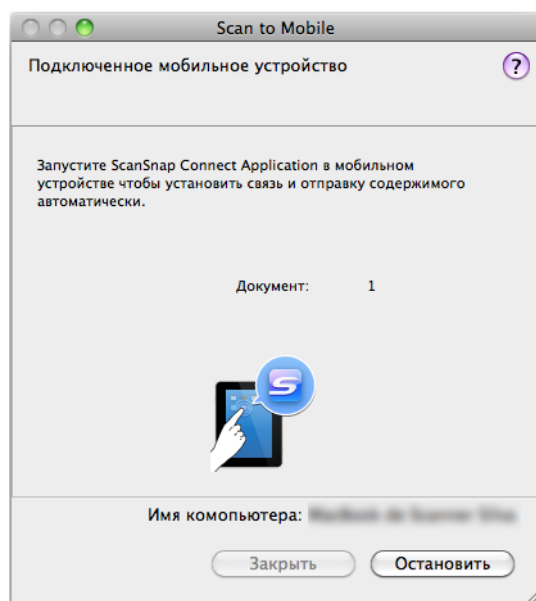 Scan to Mobile
Подключенное мобильное устройство
?
Запустите ScanSnap Connect Application в мобильном
устройстве чтобы установить связь и отправку содержимого
автоматически.
Документ: 1
S
Имя комопьютера:
Закрыть Остановить